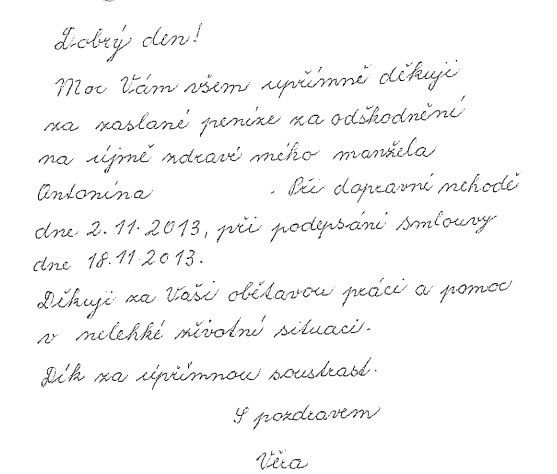 Dobrý den!
Moc Vám všem upřímně děkuji
za zaslané peníze za odškodnění
na újmě zdraví mého manžela
Antonína . Při dopravní nehodě
dne 2.11.2013, při podepsání smlouvy
dne 18.11.2013.
Děkuji za Vaši obětavou práci a pomoc
v nelehké životní situaci.
Dík za úpřímnou soustrast.
S pozdravem
Věra